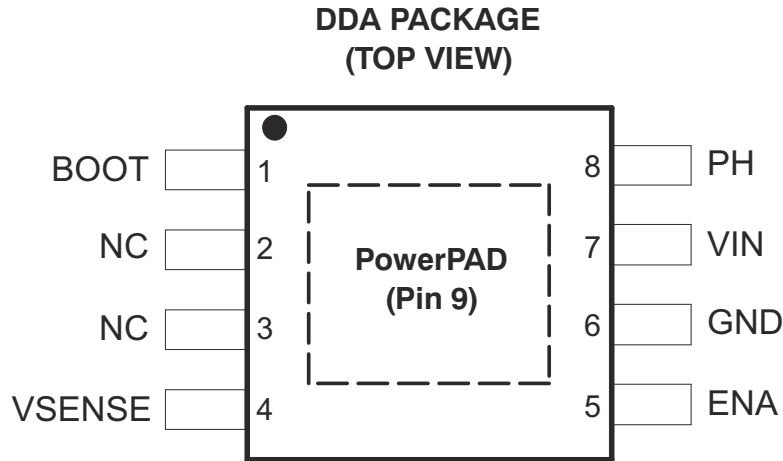 DDA PACKAGE
(TOP VIEW)
BOOT 1 8 PH
NC 2 7 VIN
PowerPAD
(Pin 9)
NC 3 6 GND
VSENSE 4 5 ENA